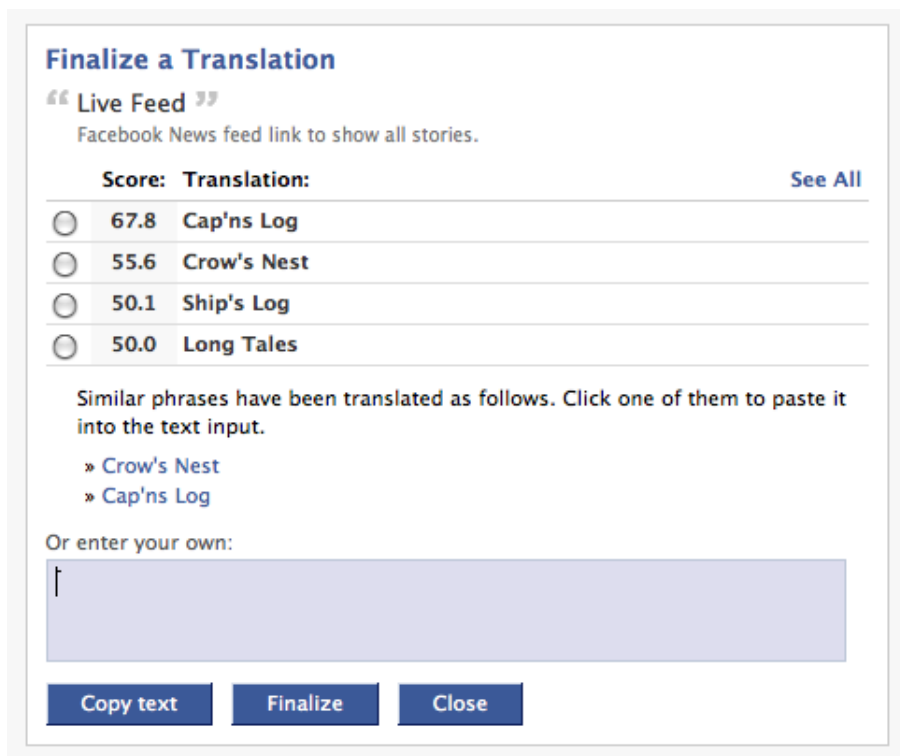 Finalize a Translation
“ Live Feed ”
Facebook News feed link to show all stories.
Score: Translation: See All
67.8 Cap'ns Log
55.6 Crow's Nest
50.1 Ship's Log
50.0 Long Tales
Similar phrases have been translated as follows. Click one of them to paste it
into the text input.
» Crow's Nest
» Cap'ns Log
Or enter your own:
Copy text Finalize Close